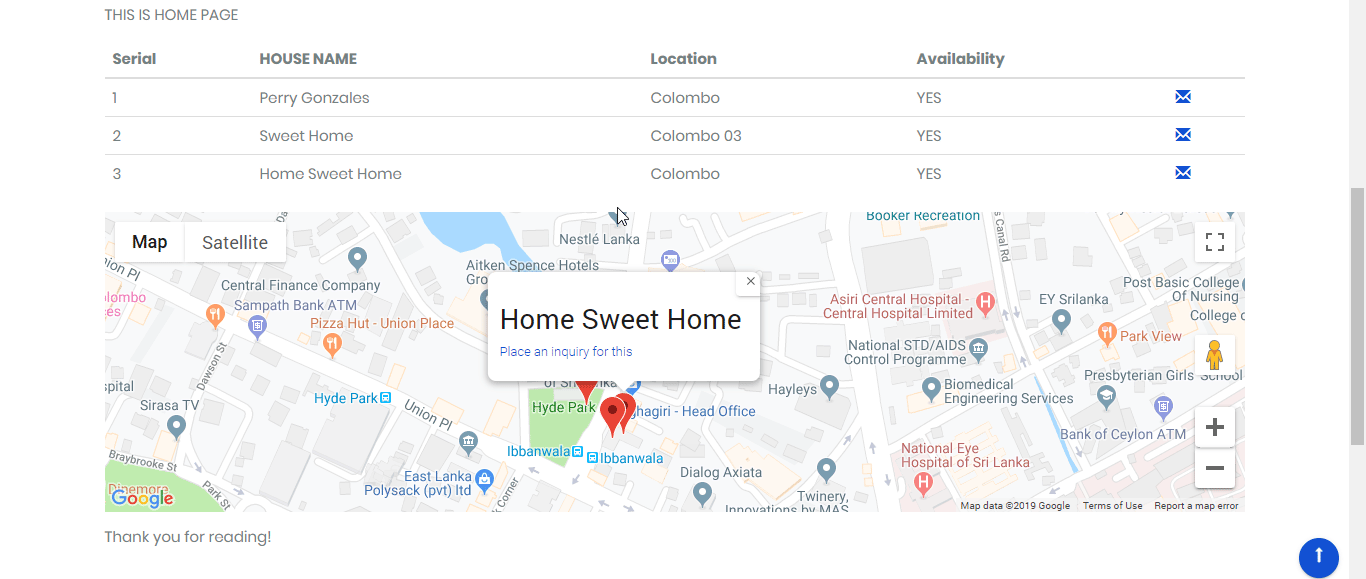 THIS IS HOME PAGE
Serial HOUSE NAME Location Availability
1 Perry Gonzales Colombo YES
2 Sweet Home Colombo 03 YES
3 Home Sweet Home Colombo YES
Map Satellite
Booker Recreation
s Canal Rd
Nestlé Lanka
Aitken Spence Hotels
Gro
nion Pl
Central Finance Company
Sampath Bank ATM
Pizza Hut - Union Place
olombo
es
Dawson St
Home Sweet Home
Place an inquiry for this
Asiri Central Hospital -
Central Hospital Limited
EY Srilanka
Post Basic College
Of Nursing
College o
Park View
National STD/AIDS
Control Programme
Presbyterian Girls School
spital
Sirasa TV
Hyde Park
Union Pl
of Sri
ka
Hyde Park
ghagiri - Head Office
Hayleys
Biomedical
Engineering Services
Bank of Ceylon ATM
Ibbanwala
Ibbanwala
National Eye
Hospital of Sri Lanka
Braybrooke St
Dinemore
Park St
East Lanka
Polysack (pvt) ltd
Corner
Dialog Axiata
Twinery,
Innovations by MAS
Google
Map data ©2019 Google Terms of Use Report a map error
Thank you for reading!